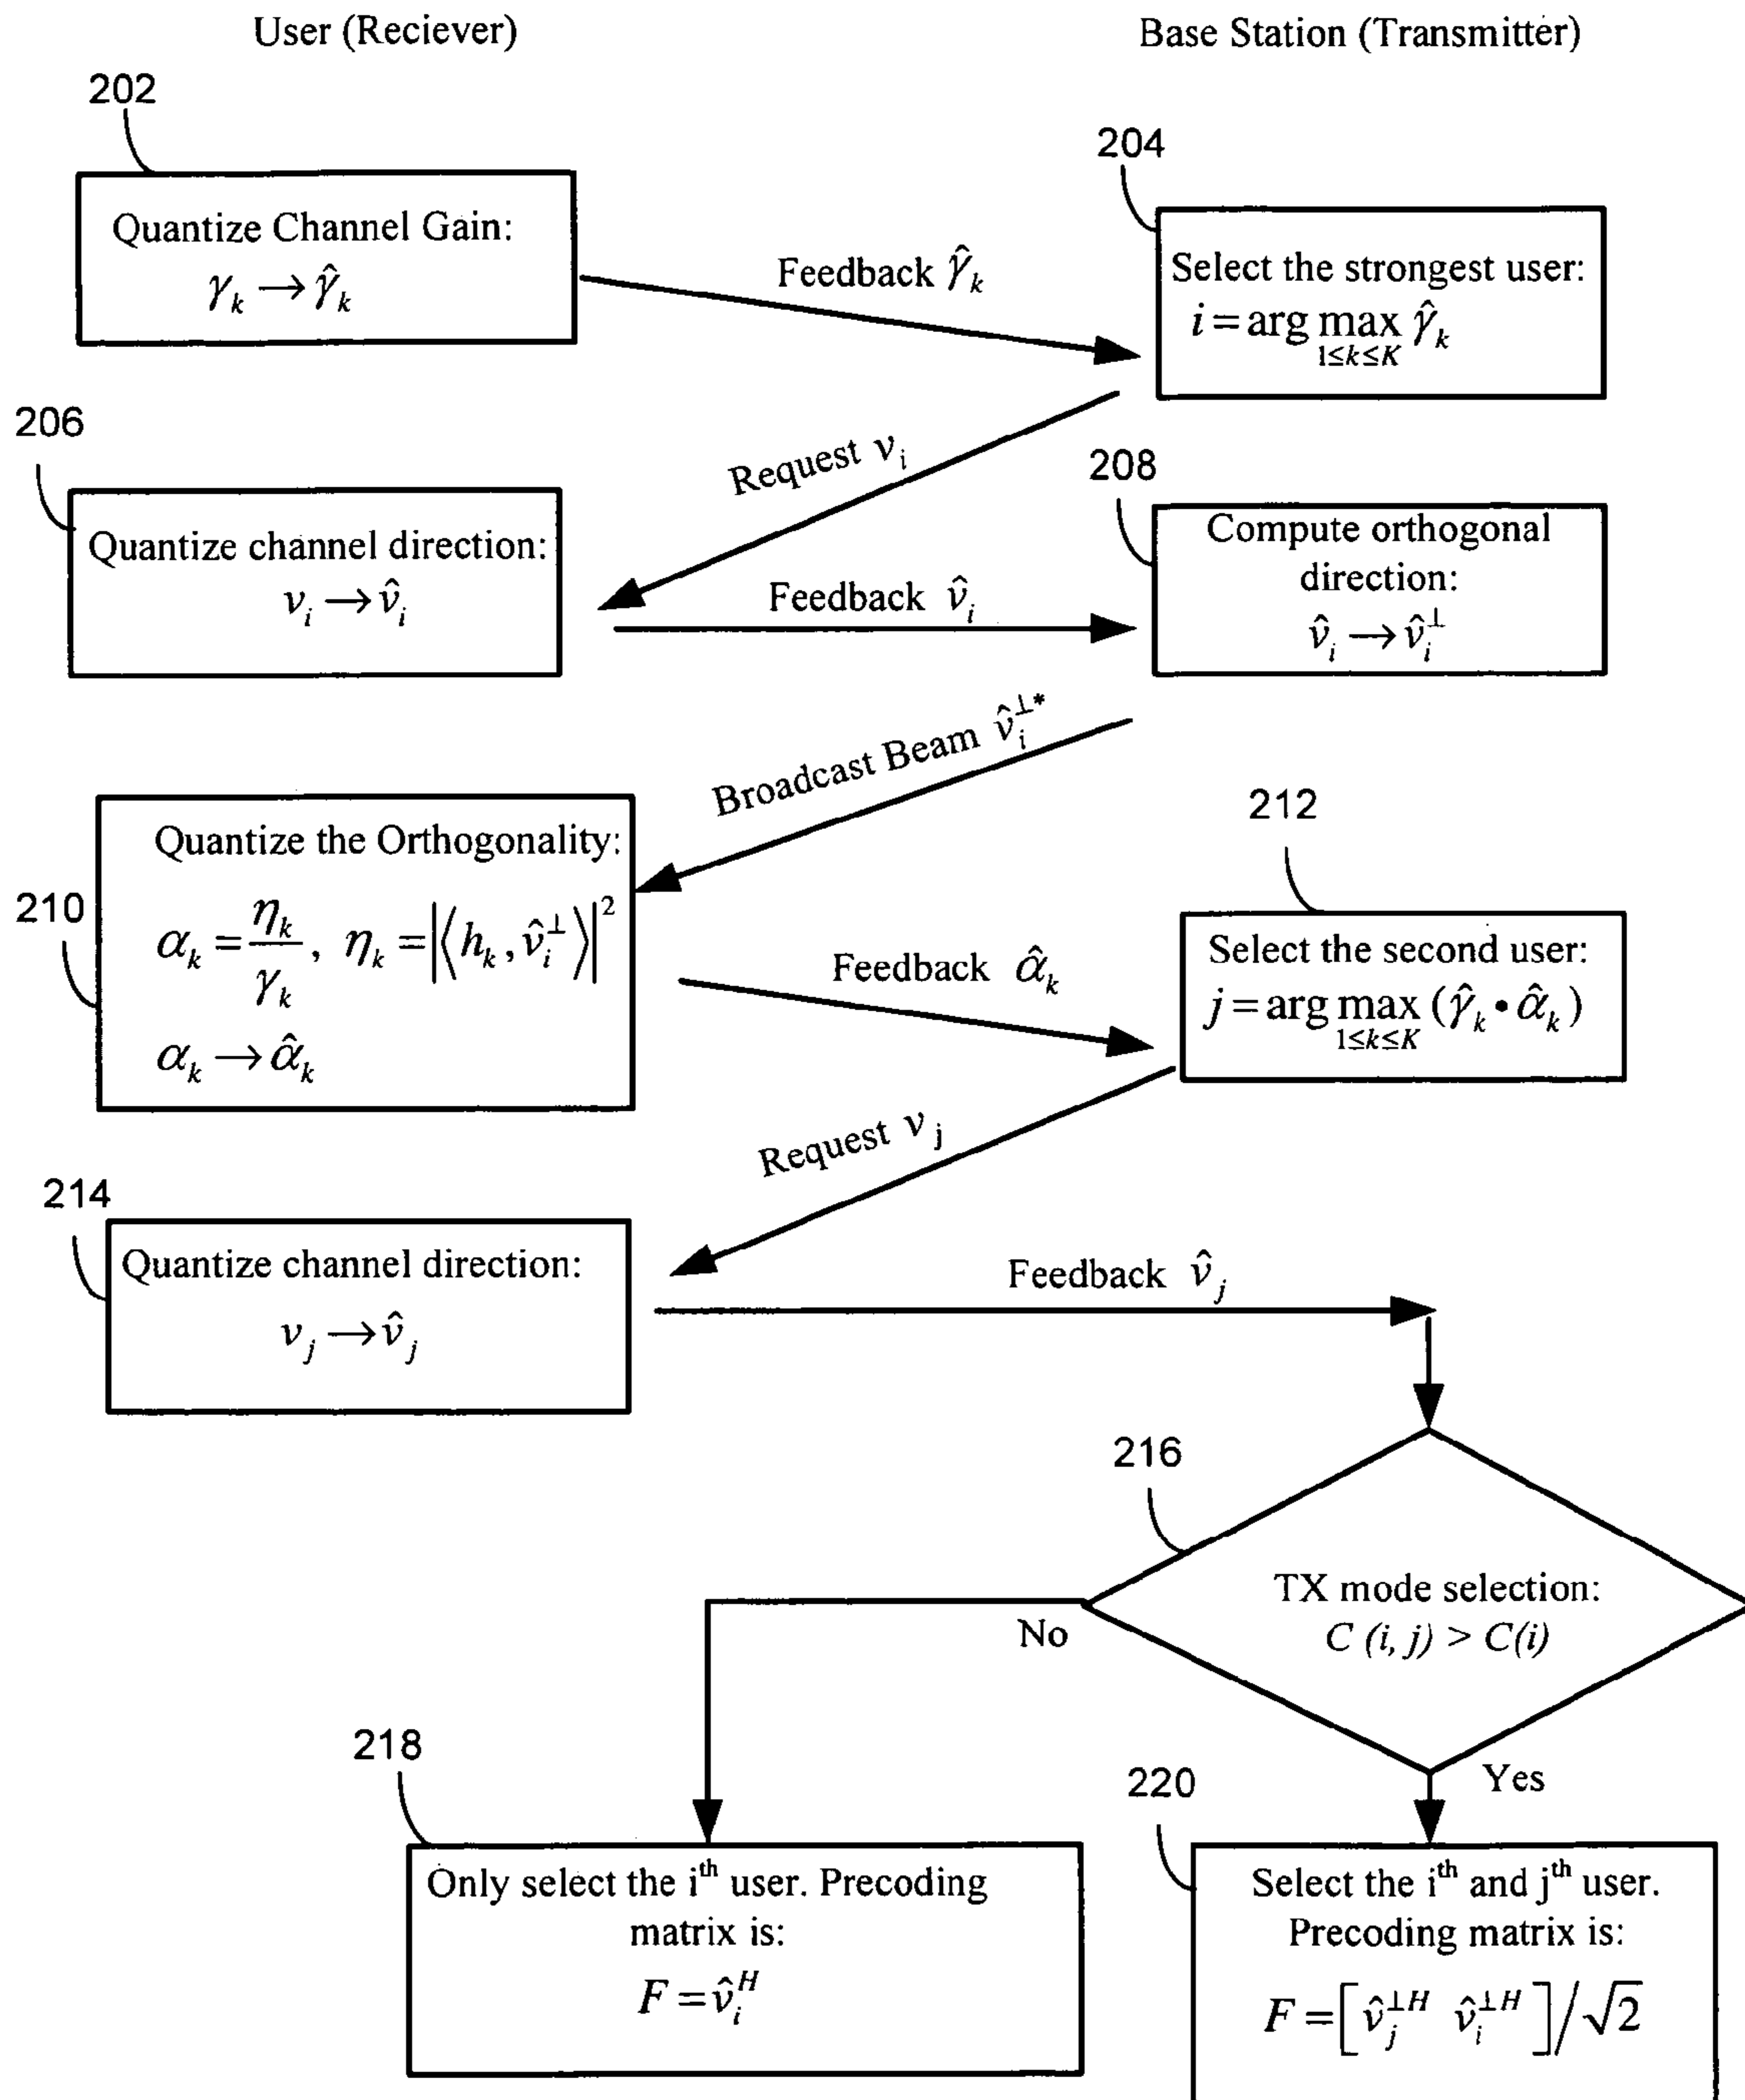 User (Reciever)
Base Station (Transmitter)
202
Quantize Channel Gain:
γ_k → γ̂_k
Feedback γ̂_k
204
Select the strongest user:
i = arg max_{1≤k≤K} γ̂_k
Request v_i
206
Quantize channel direction:
v_i → v̂_i
Feedback v̂_i
208
Compute orthogonal
direction:
v̂_i → v̂_i^⊥
Broadcast Beam v̂_i^{⊥*}
210
Quantize the Orthogonality:
α_k = η_k / γ_k , η_k = |⟨h_k, v̂_i^⊥⟩|^2
α_k → α̂_k
Feedback α̂_k
212
Select the second user:
j = arg max_{1≤k≤K} (γ̂_k • α̂_k)
Request v_j
214
Quantize channel direction:
v_j → v̂_j
Feedback v̂_j
216
TX mode selection:
C (i, j) > C(i)
No
Yes
218
Only select the i^th user. Precoding
matrix is:
F = v̂_i^H
220
Select the i^th and j^th user.
Precoding matrix is:
F = [ v̂_j^{⊥H} v̂_i^{⊥H} ] / √2